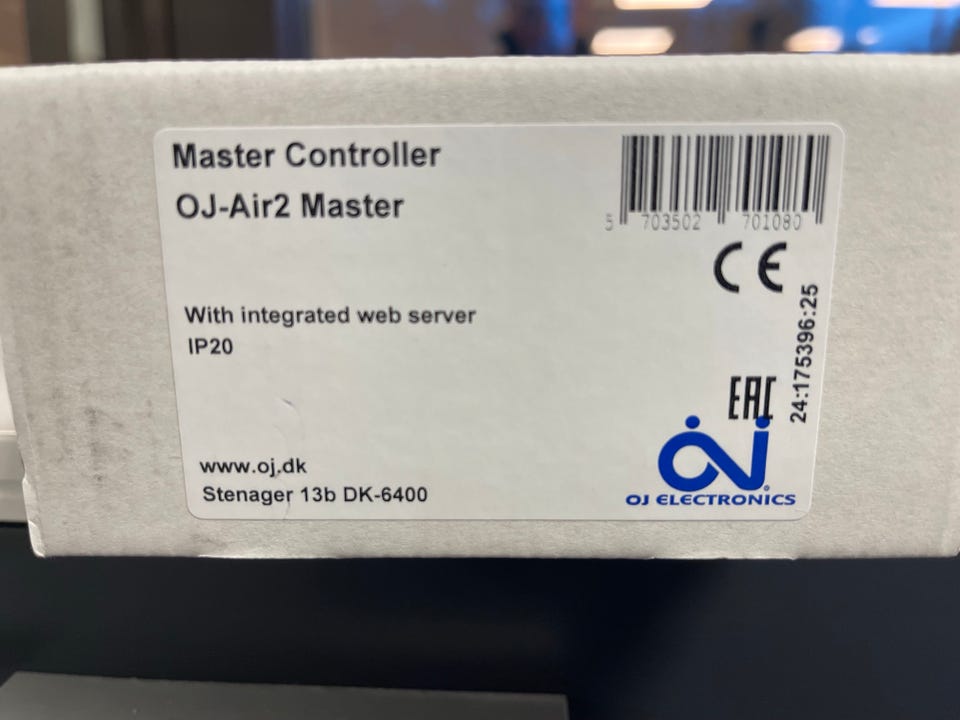 Master Controller
OJ-Air2 Master
5 703502 701080
CE
With integrated web server
IP20
24:175396:25
EAC
www.oj.dk
Stenager 13b DK-6400
OJ
®
OJ ELECTRONICS